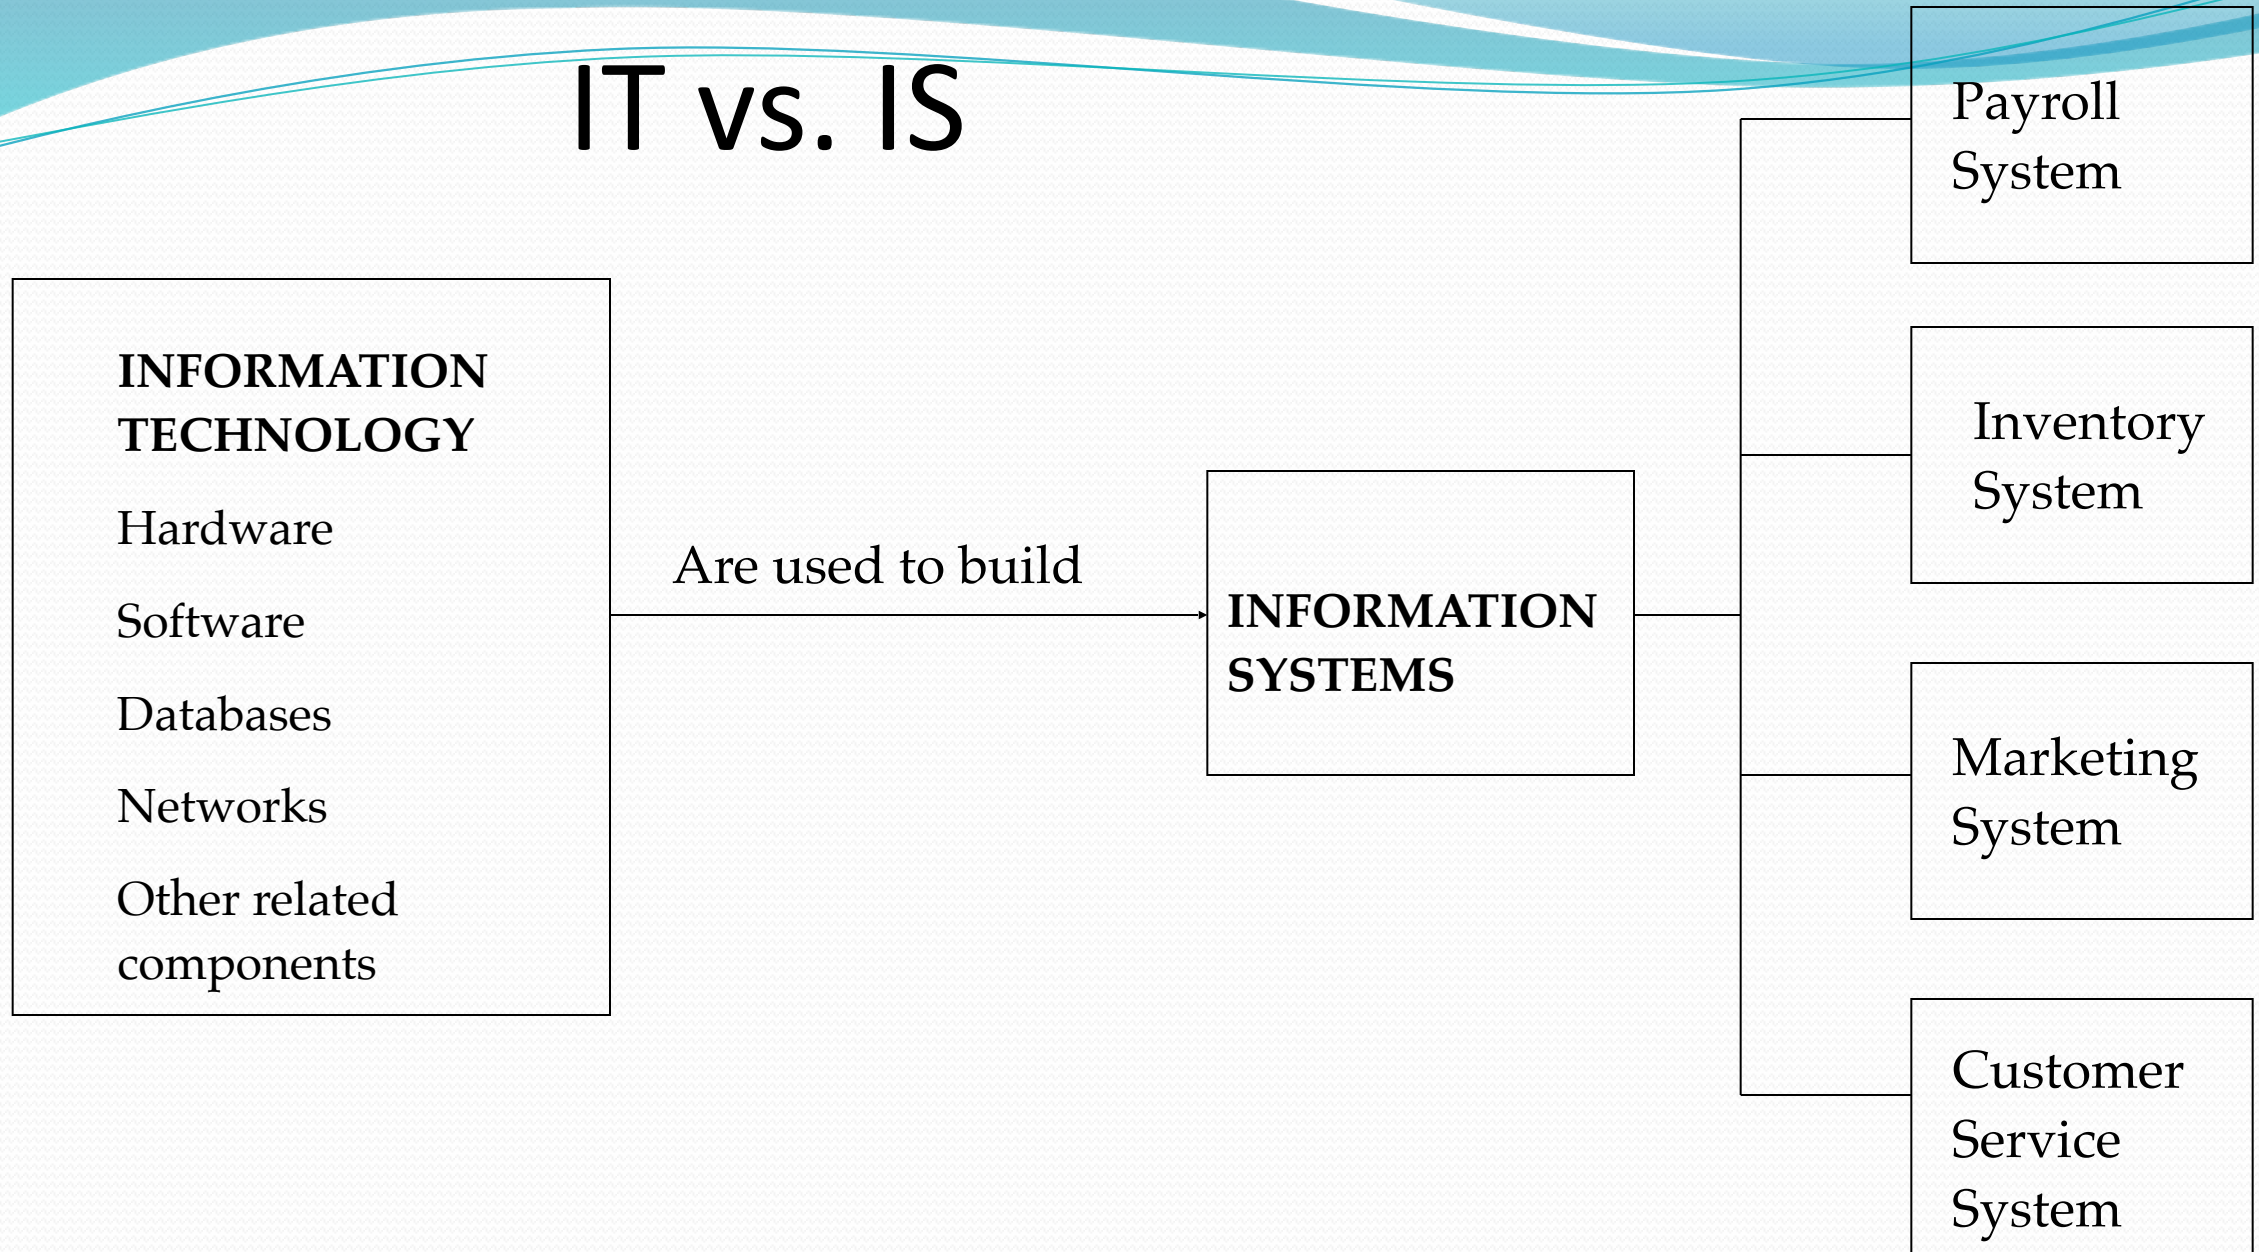 IT vs. IS
INFORMATION
TECHNOLOGY
Hardware
Software
Databases
Networks
Other related
components
Are used to build
INFORMATION
SYSTEMS
Payroll
System
Inventory
System
Marketing
System
Customer
Service
System